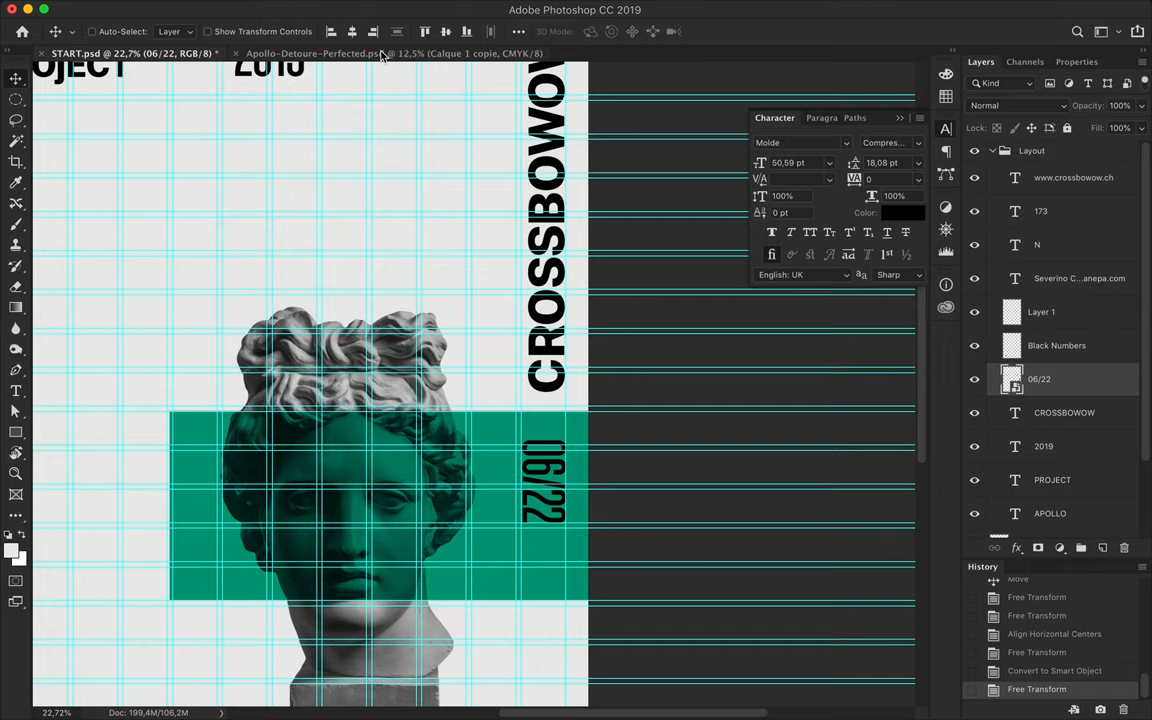 Adobe Photoshop CC 2019
Auto-Select: Layer Show Transform Controls 3D Mode:
START.psd @ 22,7% (06/22, RGB/8) *
Apollo-Detoure-Perfected.psd @ 12,5% (Calque 1 copie, CMYK/8)
OJECT
2019
CROSSBOWOW
06/22
Character Paragra Paths
Molde Compres...
50,59 pt 18,08 pt
0
100% 100%
0 pt Color:
English: UK Sharp
Layers Channels Properties
Kind
Normal Opacity: 100%
Lock: Fill: 100%
Layout
www.crossbowow.ch
173
N
Severino C...anepa.com
Layer 1
Black Numbers
06/22
CROSSBOWOW
2019
PROJECT
APOLLO
History
Move
Free Transform
Free Transform
Align Horizontal Centers
Free Transform
Convert to Smart Object
Free Transform
22,72% Doc: 199,4M/106,2M